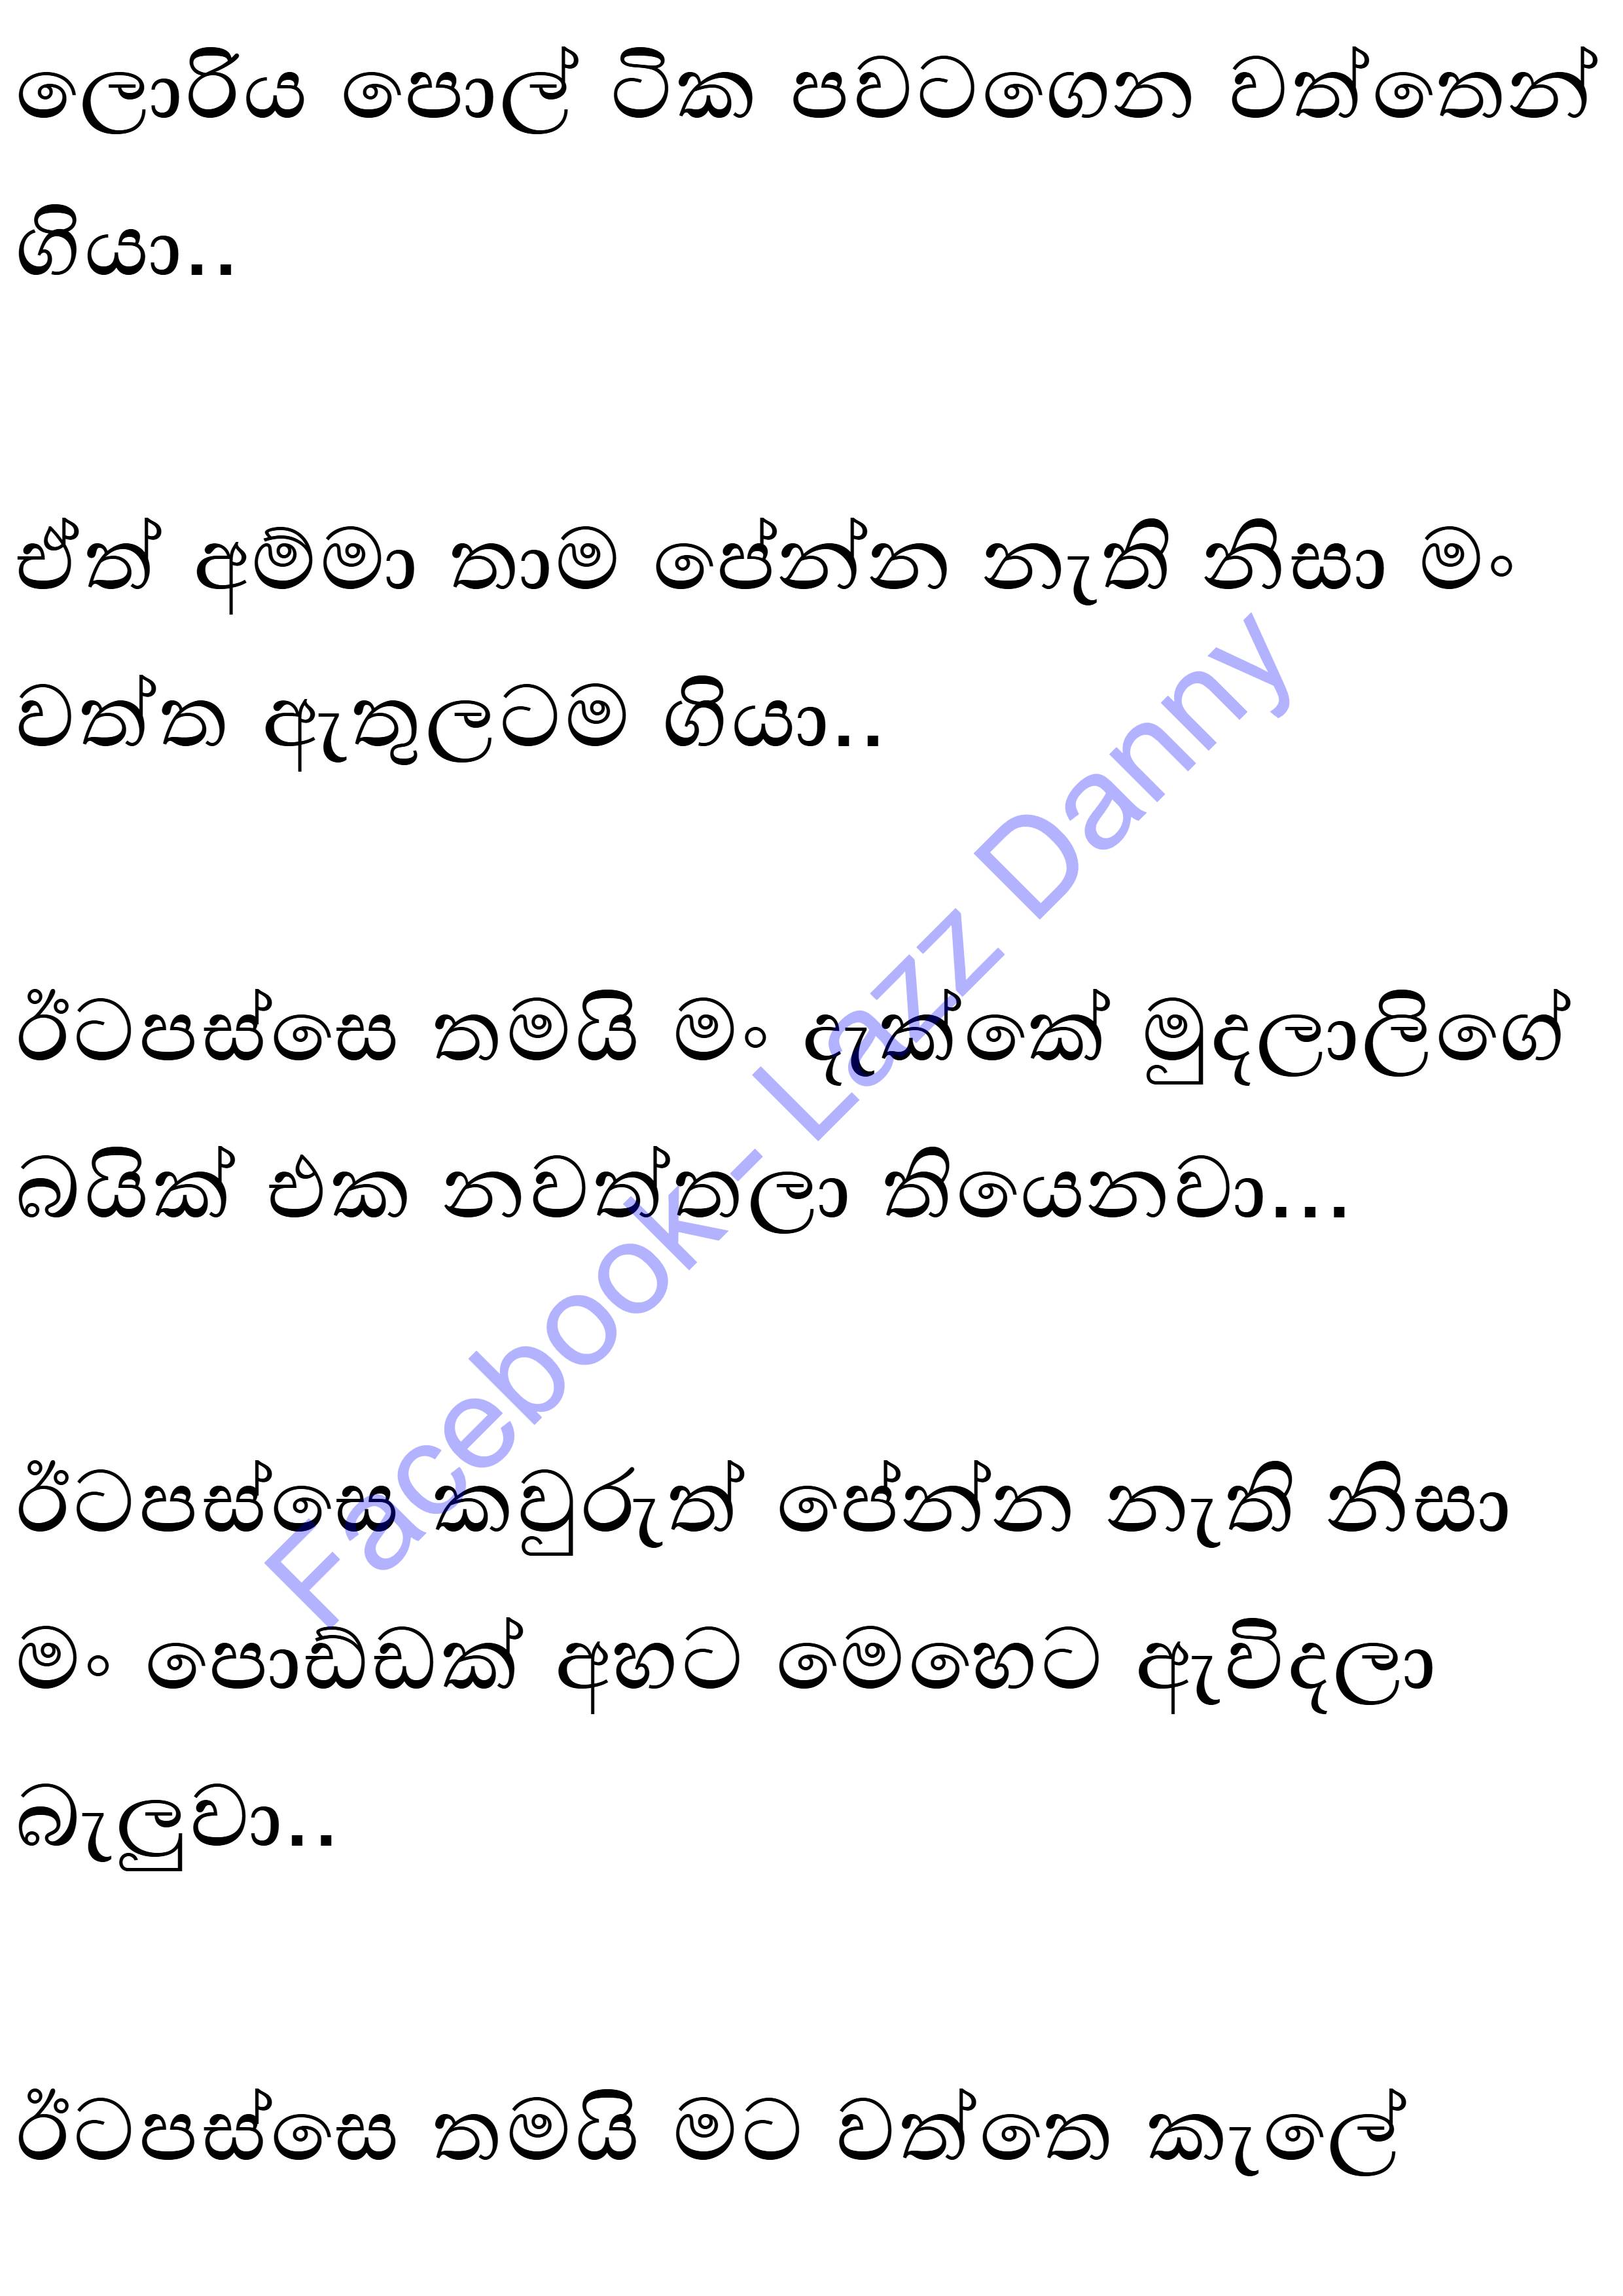 ලොරිය පොල් ටික පවටගෙන වත්තෙන්
ගියා..
ඒත් අම්මා තාම පේන්න නැති නිසා මං
වත්ත ඇතුලටම ගියා..
ඊටපස්සෙ තමයි මං දැක්කේ මුදලාලිගේ
බයික් එක නවත්තලා තියෙනවා...
ඊටපස්සෙ කවුරුත් පේන්න නැති නිසා
මං පොඩ්ඩක් අහට මෙහෙට ඇවිදලා
බැලුවා..
ඊටපස්සෙ තමයි මට වත්තෙ කැලේ
Facebook- Lazz Danny